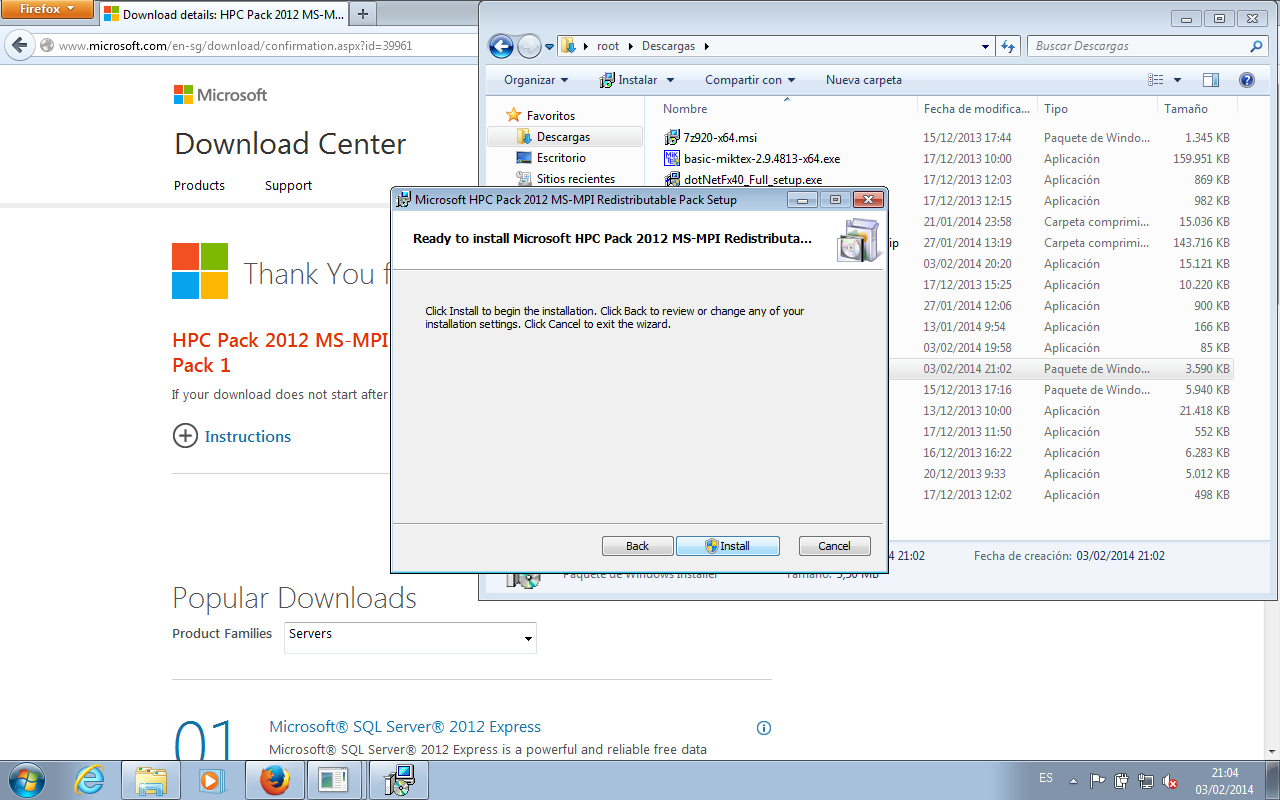 Firefox
Download details: HPC Pack 2012 MS-M...
www.microsoft.com/en-sg/download/confirmation.aspx?id=39961
Microsoft
Download Center
Products Support
Thank You f
HPC Pack 2012 MS-MPI
Pack 1
If your download does not start after
Instructions
Popular Downloads
Product Families Servers
01
Microsoft® SQL Server® 2012 Express
Microsoft® SQL Server® 2012 Express is a powerful and reliable free data
root Descargas
Buscar Descargas
Organizar Instalar Compartir con Nueva carpeta
Favoritos
Descargas
Escritorio
Sitios recientes
Nombre Fecha de modifica... Tipo Tamaño
7z920-x64.msi 15/12/2013 17:44 Paquete de Windo... 1.345 KB
basic-miktex-2.9.4813-x64.exe 17/12/2013 10:00 Aplicación 159.951 KB
dotNetFx40_Full_setup.exe 17/12/2013 12:03 Aplicación 869 KB
17/12/2013 12:15 Aplicación 982 KB
21/01/2014 23:58 Carpeta comprimi... 15.036 KB
ip 27/01/2014 13:19 Carpeta comprimi... 143.716 KB
03/02/2014 20:20 Aplicación 15.121 KB
17/12/2013 15:25 Aplicación 10.220 KB
27/01/2014 12:06 Aplicación 900 KB
13/01/2014 9:54 Aplicación 166 KB
03/02/2014 19:58 Aplicación 85 KB
03/02/2014 21:02 Paquete de Windo... 3.590 KB
15/12/2013 17:16 Paquete de Windo... 5.940 KB
13/12/2013 10:00 Aplicación 21.418 KB
17/12/2013 11:50 Aplicación 552 KB
16/12/2013 16:22 Aplicación 6.283 KB
20/12/2013 9:33 Aplicación 5.012 KB
17/12/2013 12:02 Aplicación 498 KB
4 21:02 Fecha de creación: 03/02/2014 21:02
Paquete de Windows Installer Tamaño: 3,50 MB
Microsoft HPC Pack 2012 MS-MPI Redistributable Pack Setup
Ready to install Microsoft HPC Pack 2012 MS-MPI Redistributa...
Click Install to begin the installation. Click Back to review or change any of your
installation settings. Click Cancel to exit the wizard.
Back Install Cancel
ES
21:04
03/02/2014